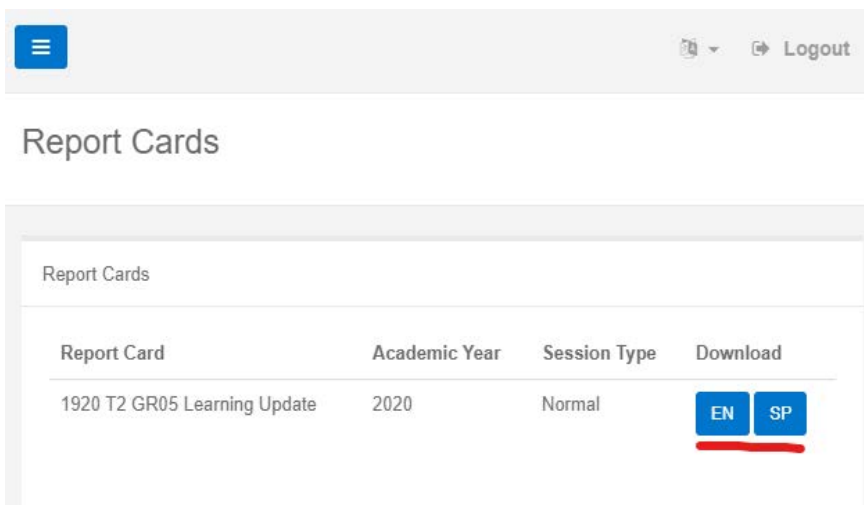 Logout
Report Cards
Report Cards
Report Card Academic Year Session Type Download
1920 T2 GR05 Learning Update 2020 Normal EN SP